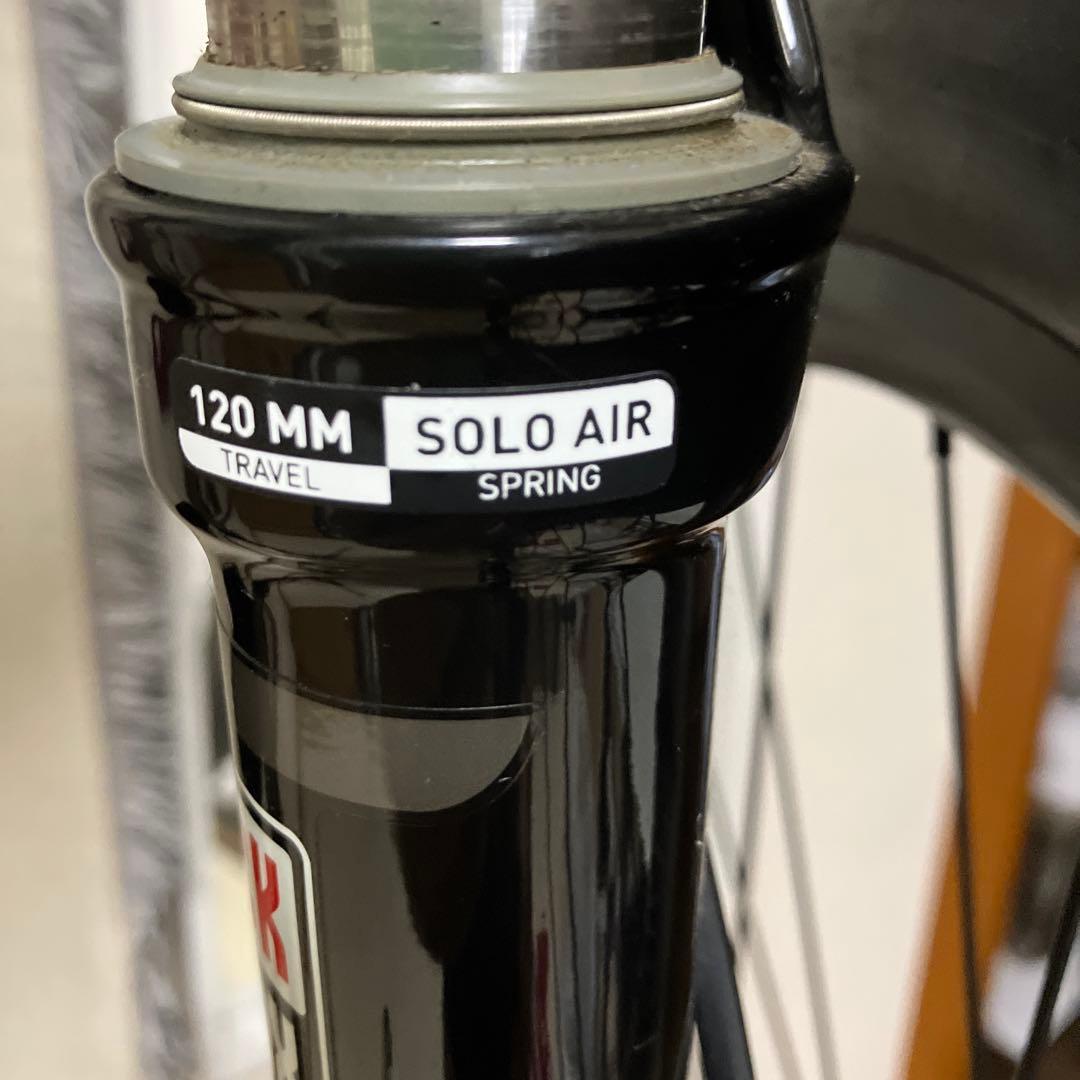 120 MM
TRAVEL
SOLO AIR
SPRING
K